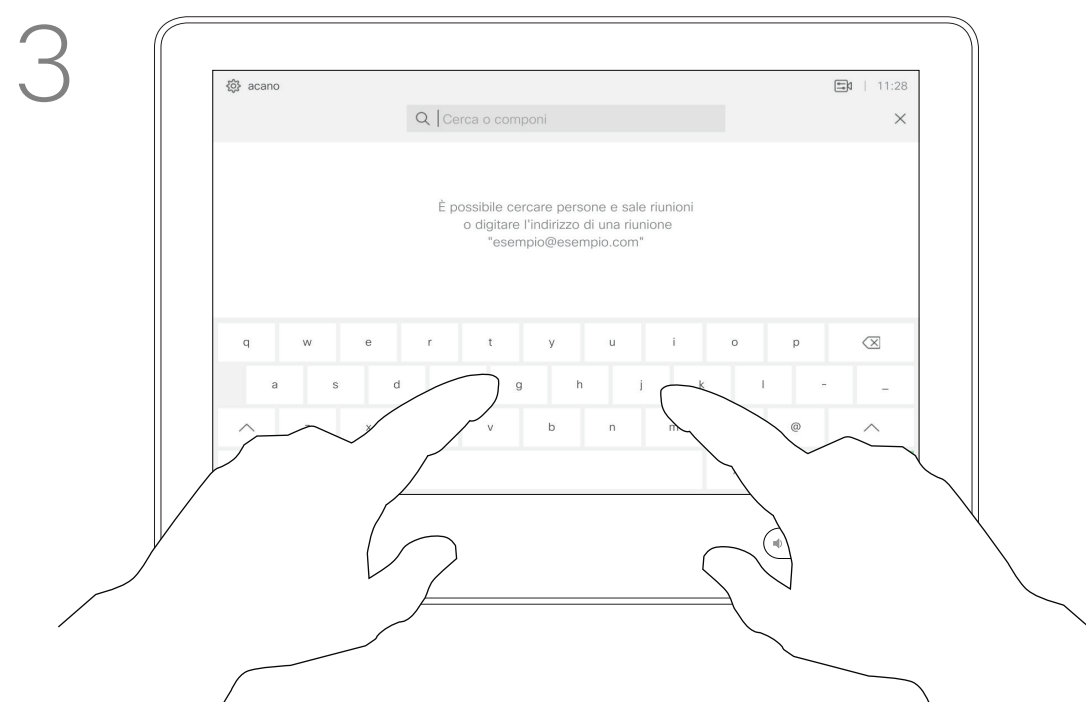 3
acano
11:28
Cerca o componi
È possibile cercare persone e sale riunioni
o digitare l'indirizzo di una riunione
"esempio@esempio.com"
q w e r t y u i o p
a s d g h j k l - _
x v b n m @